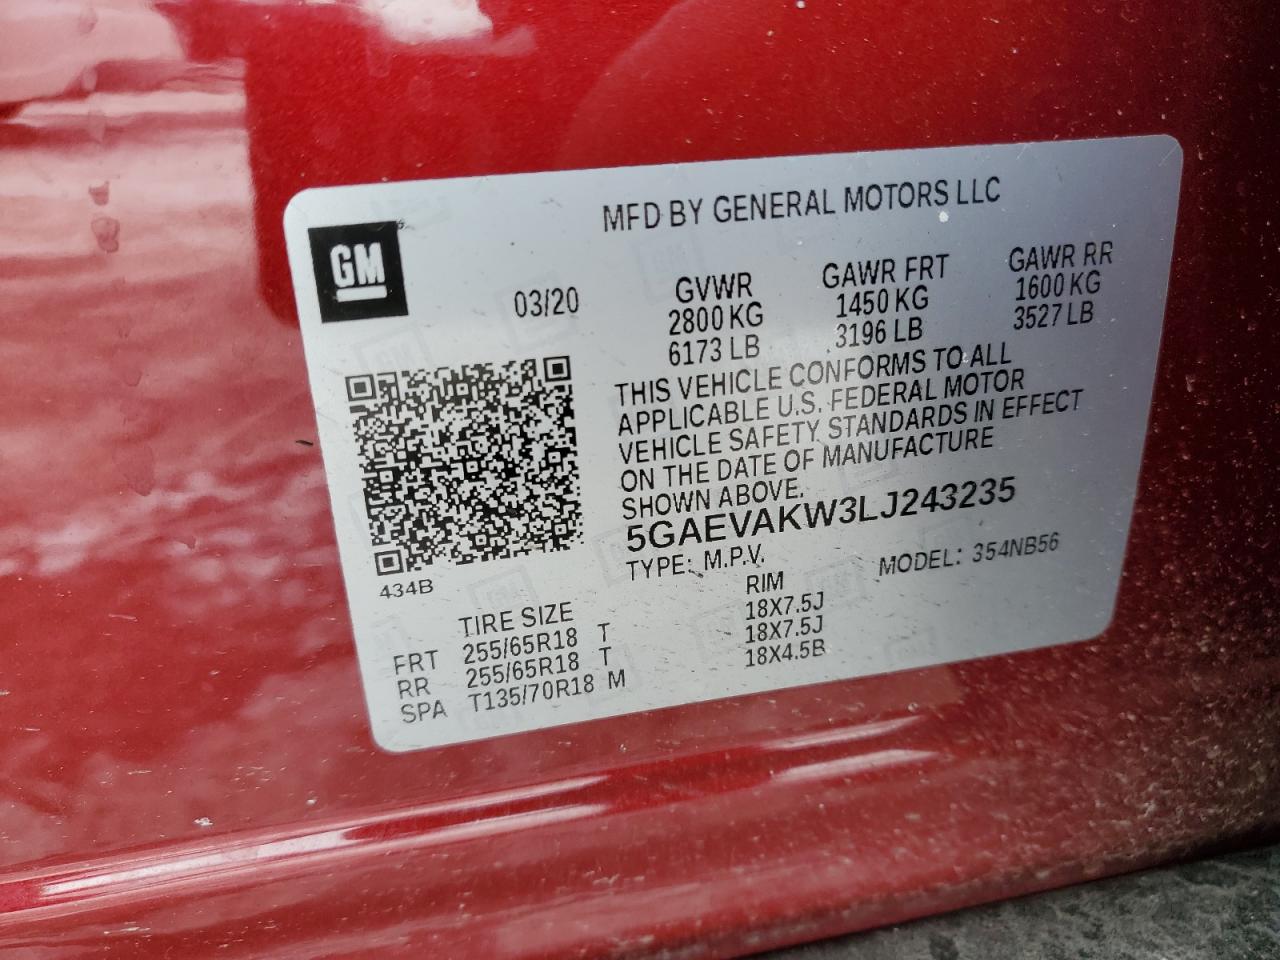 MFD BY GENERAL MOTORS LLC
GM
03/20
GVWR GAWR FRT GAWR RR
2800 KG 1450 KG 1600 KG
6173 LB 3196 LB 3527 LB
THIS VEHICLE CONFORMS TO ALL
APPLICABLE U.S. FEDERAL MOTOR
VEHICLE SAFETY STANDARDS IN EFFECT
ON THE DATE OF MANUFACTURE
SHOWN ABOVE.
5GAEVAKW3LJ243235
TYPE: M.P.V. MODEL: 354NB56
434B
TIRE SIZE RIM
FRT 255/65R18 T 18X7.5J
RR 255/65R18 T 18X7.5J
SPA T135/70R18 M 18X4.5B